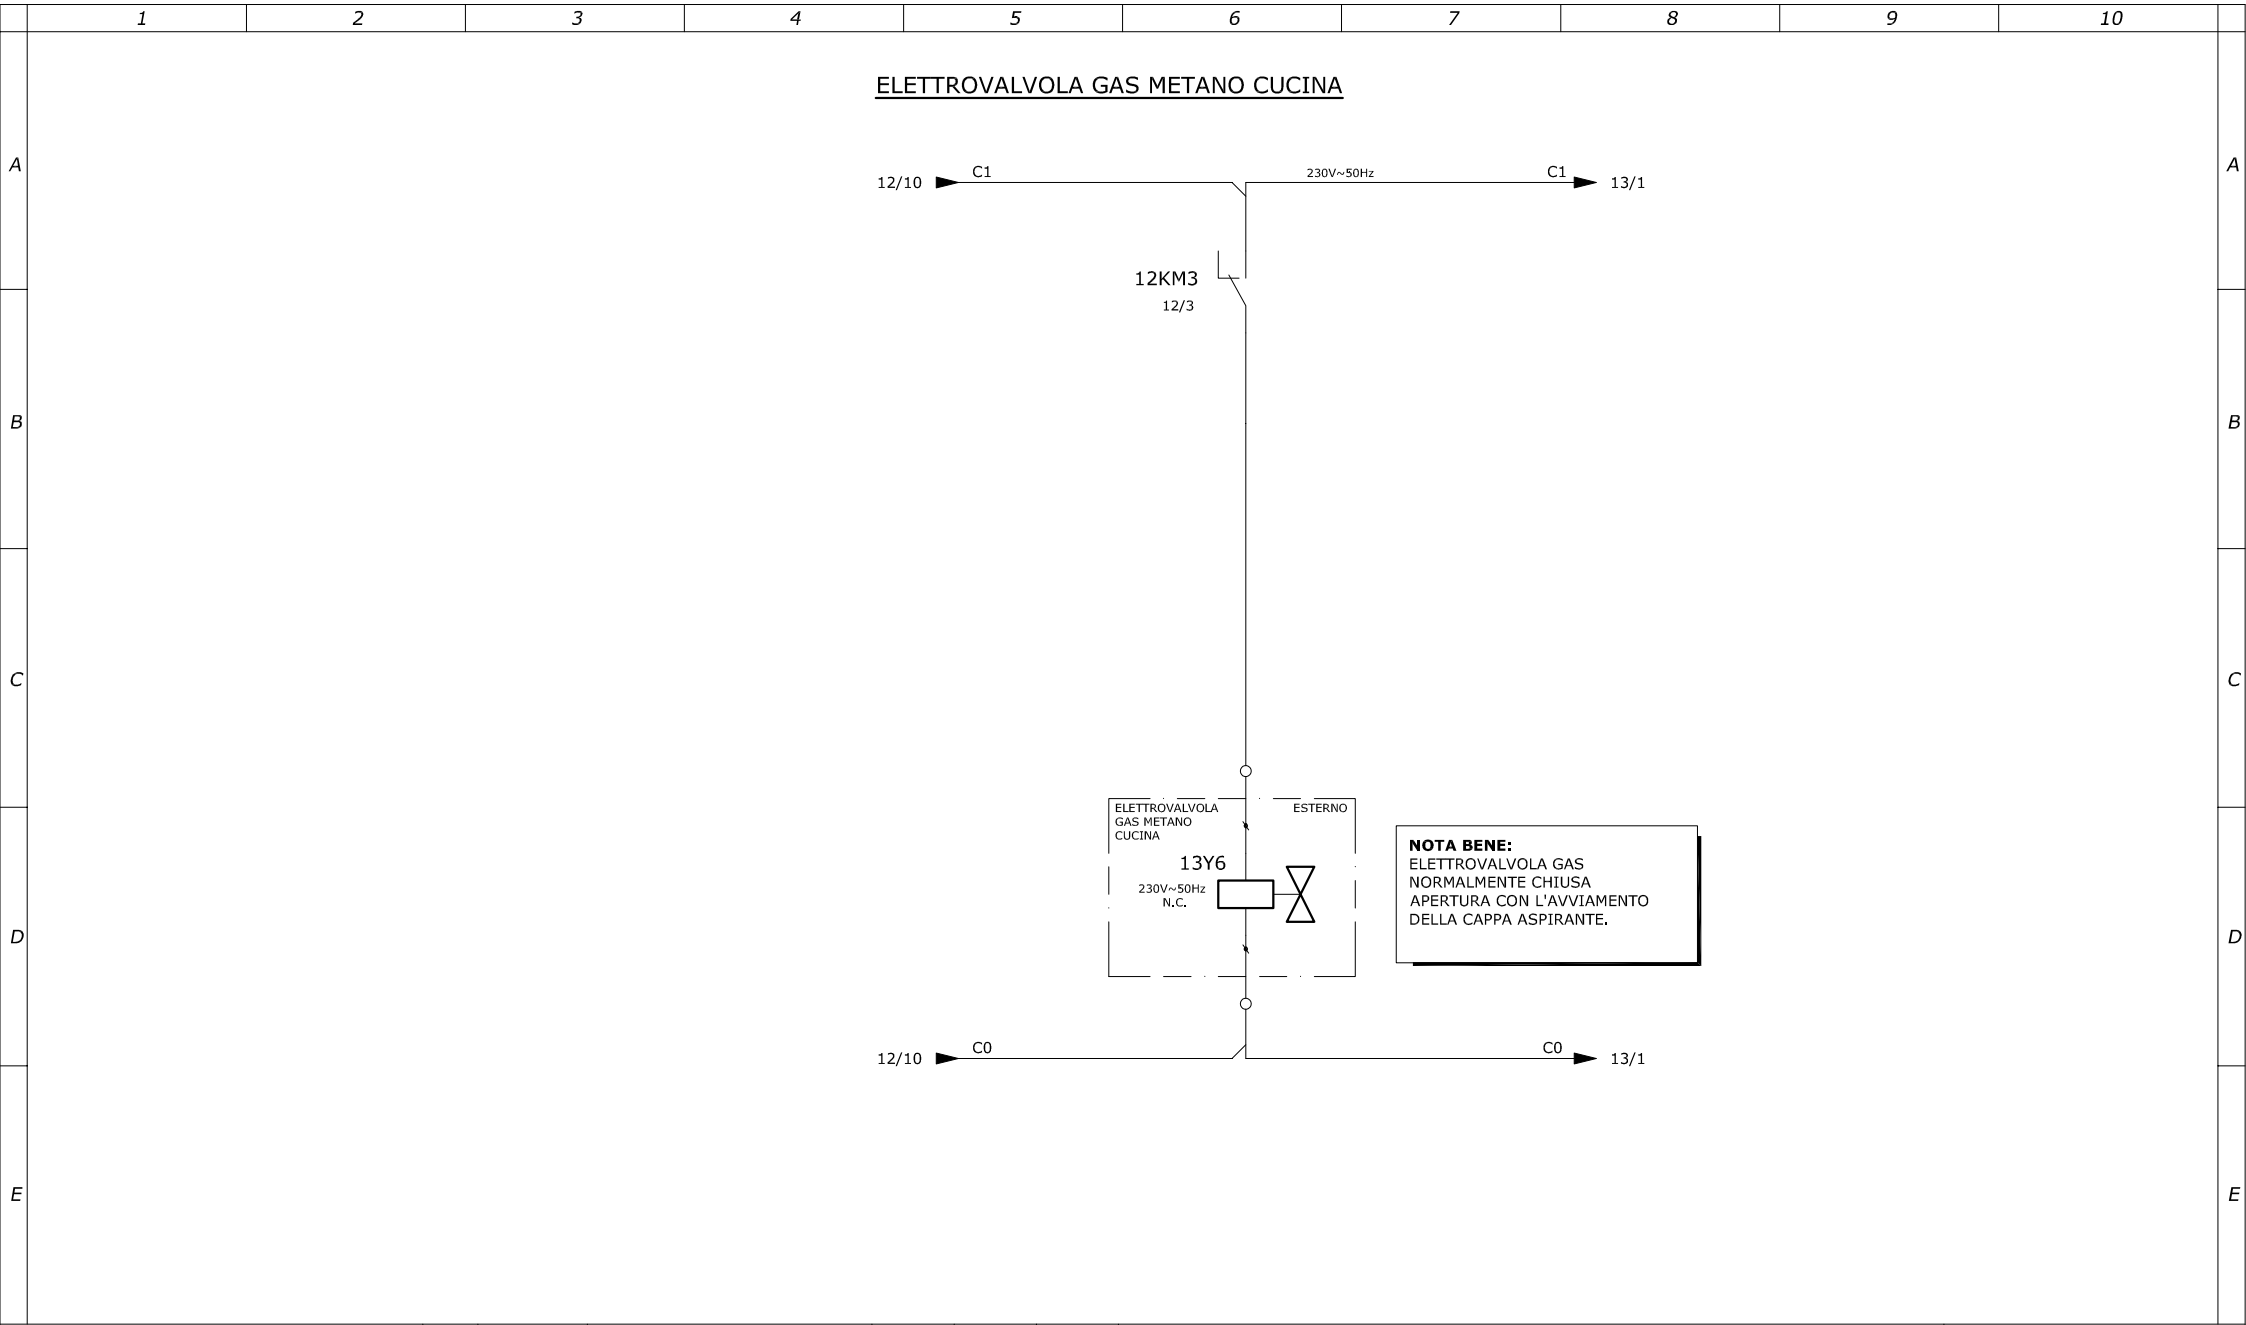 1 2 3 4 5 6 7 8 9 10
ELETTROVALVOLA GAS METANO CUCINA
A A
12/10 C1 230V~50Hz C1 13/1
12KM3
12/3
B B
C C
ELETTROVALVOLA ESTERNO
GAS METANO
CUCINA
13Y6
230V~50Hz
N.C.
NOTA BENE:
ELETTROVALVOLA GAS
NORMALMENTE CHIUSA
APERTURA CON L'AVVIAMENTO
DELLA CAPPA ASPIRANTE.
D D
12/10 C0 C0 13/1
E E